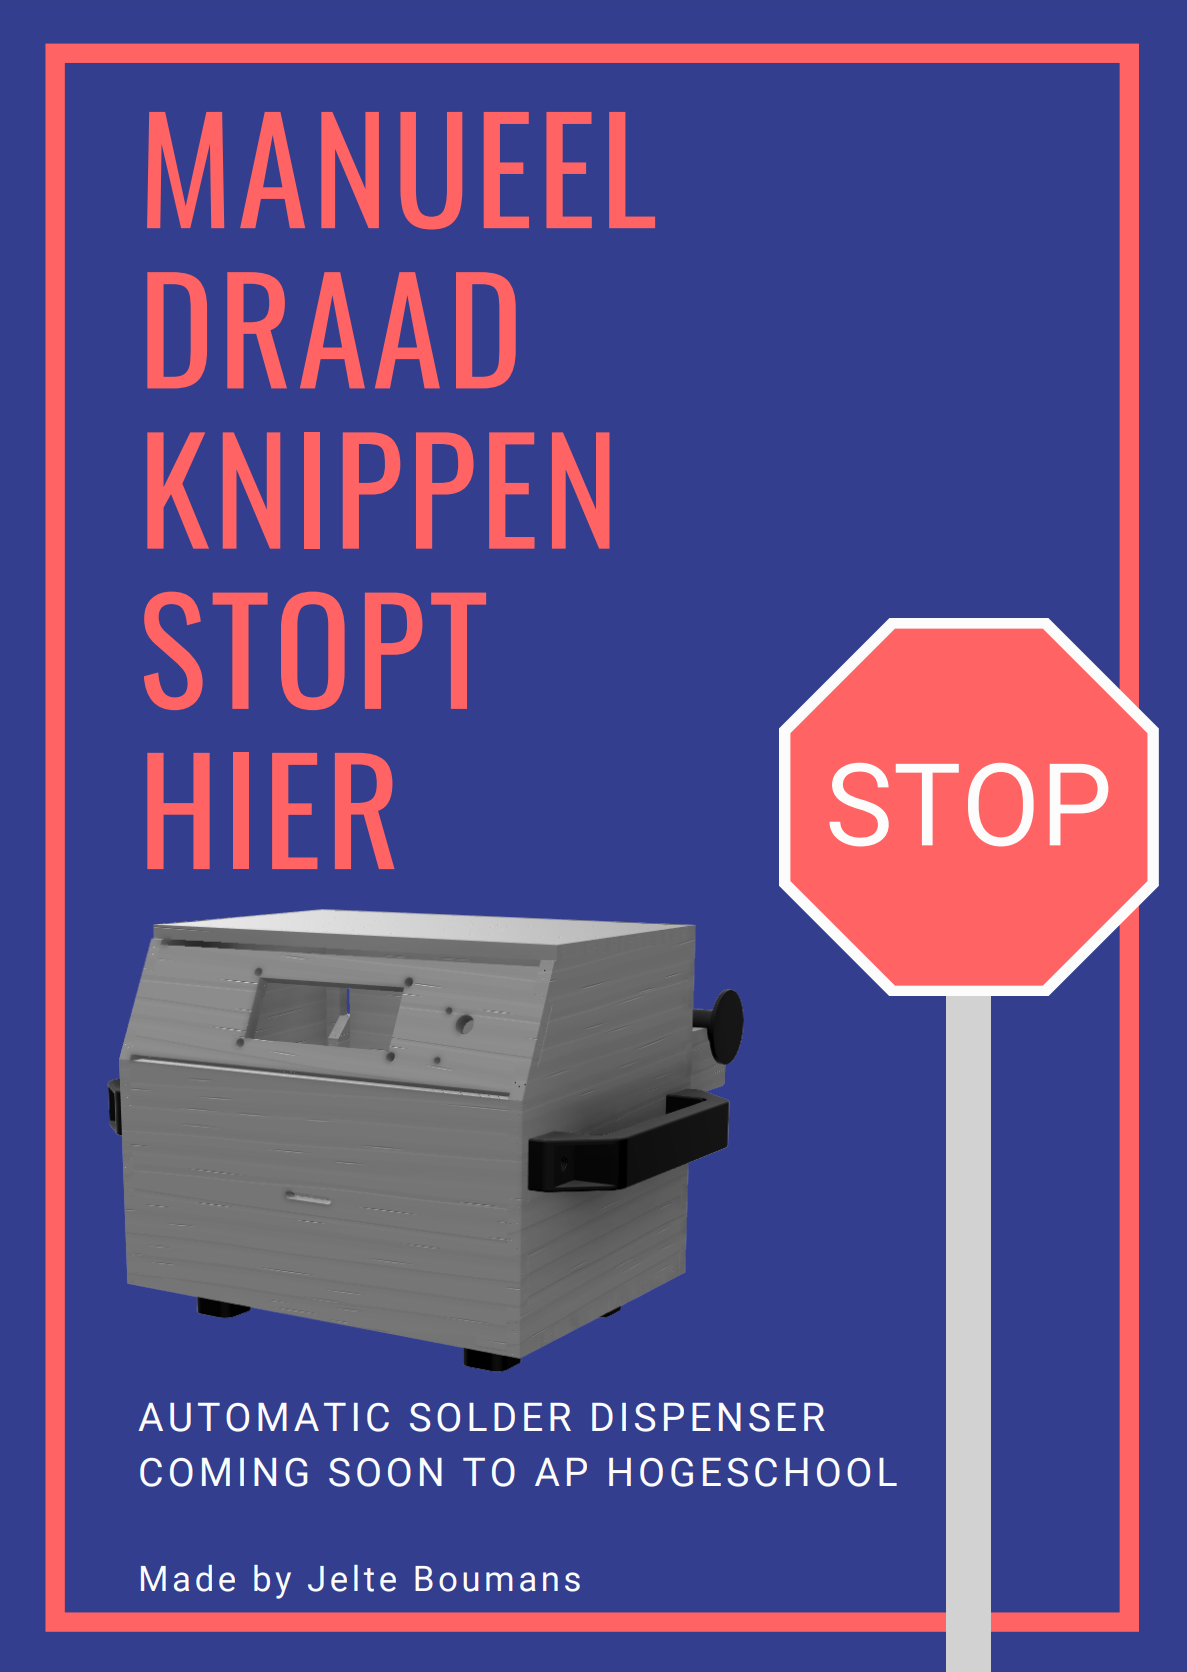 MANUEEL
DRAAD
KNIPPEN
STOPT
HIER
STOP
AUTOMATIC SOLDER DISPENSER
COMING SOON TO AP HOGESCHOOL
Made by Jelte Boumans